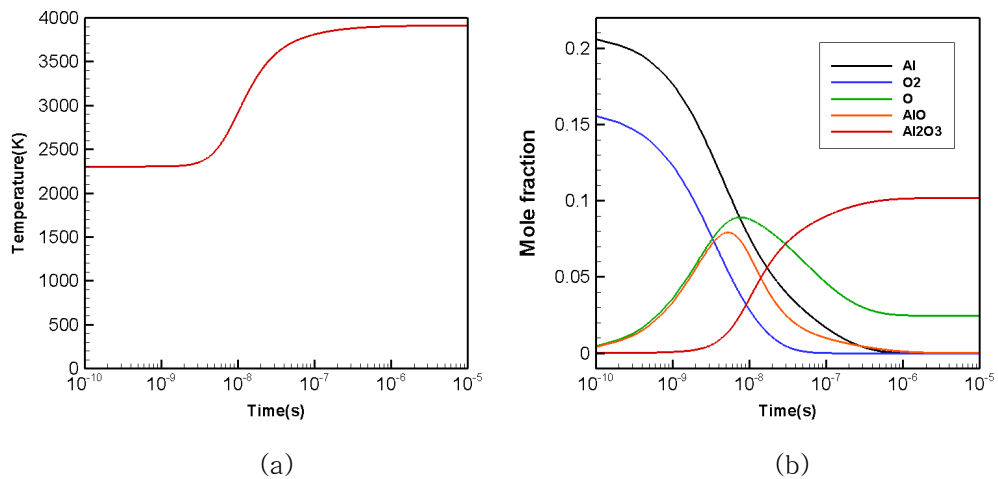 4000
3500
3000
2500
2000
1500
1000
500
0
Temperature(K)
10-10 10-9 10-8 10-7 10-6 10-5
Time(s)
(a)
0.2
0.15
0.1
0.05
0
Mole fraction
Al
O2
O
AlO
Al2O3
10-10 10-9 10-8 10-7 10-6 10-5
Time(s)
(b)